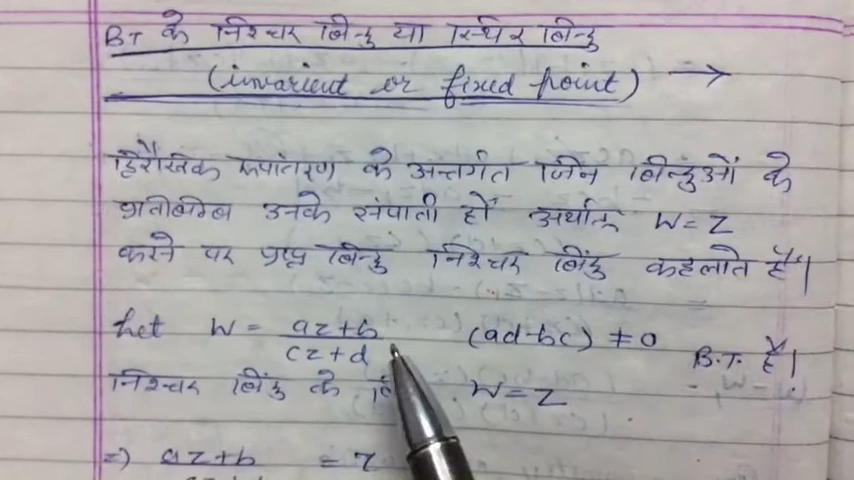 BT के निश्चर बिन्दु या स्थिर बिन्दु
(invarient or fixed point) →
द्विरैखिक रूपांतरण के अन्तर्गत जिन बिन्दुओं के
प्रतीबिम्ब उनके संपाती हों अर्थात W = Z
करने पर प्राप्त बिन्दु निश्चर बिंदु कहलाते है।
Let W = az+b / cz+d (ad-bc) ≠ 0 B.T. है।
निश्चर बिंदु के W = Z
=> az+b = z